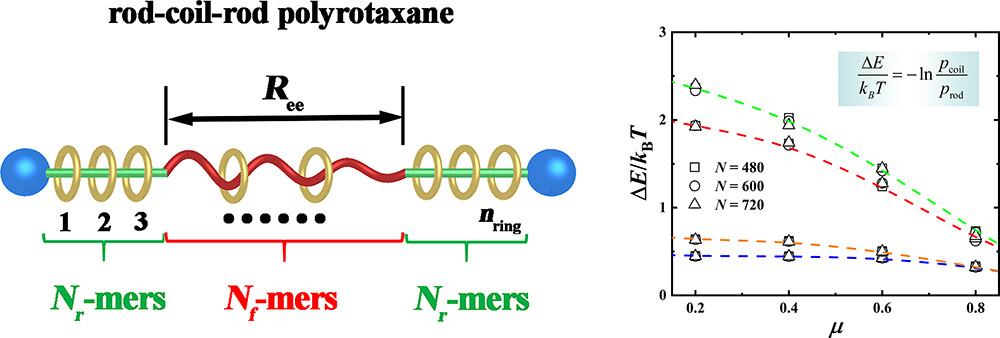 rod-coil-rod polyrotaxane
R_ee
1 2 3
n_ring
N_r-mers N_f-mers N_r-mers
3
2
1
0
0.2 0.4 0.6 0.8
μ
ΔE/k_BT
ΔE/k_BT = −ln p_coil/p_rod
N = 480
N = 600
N = 720